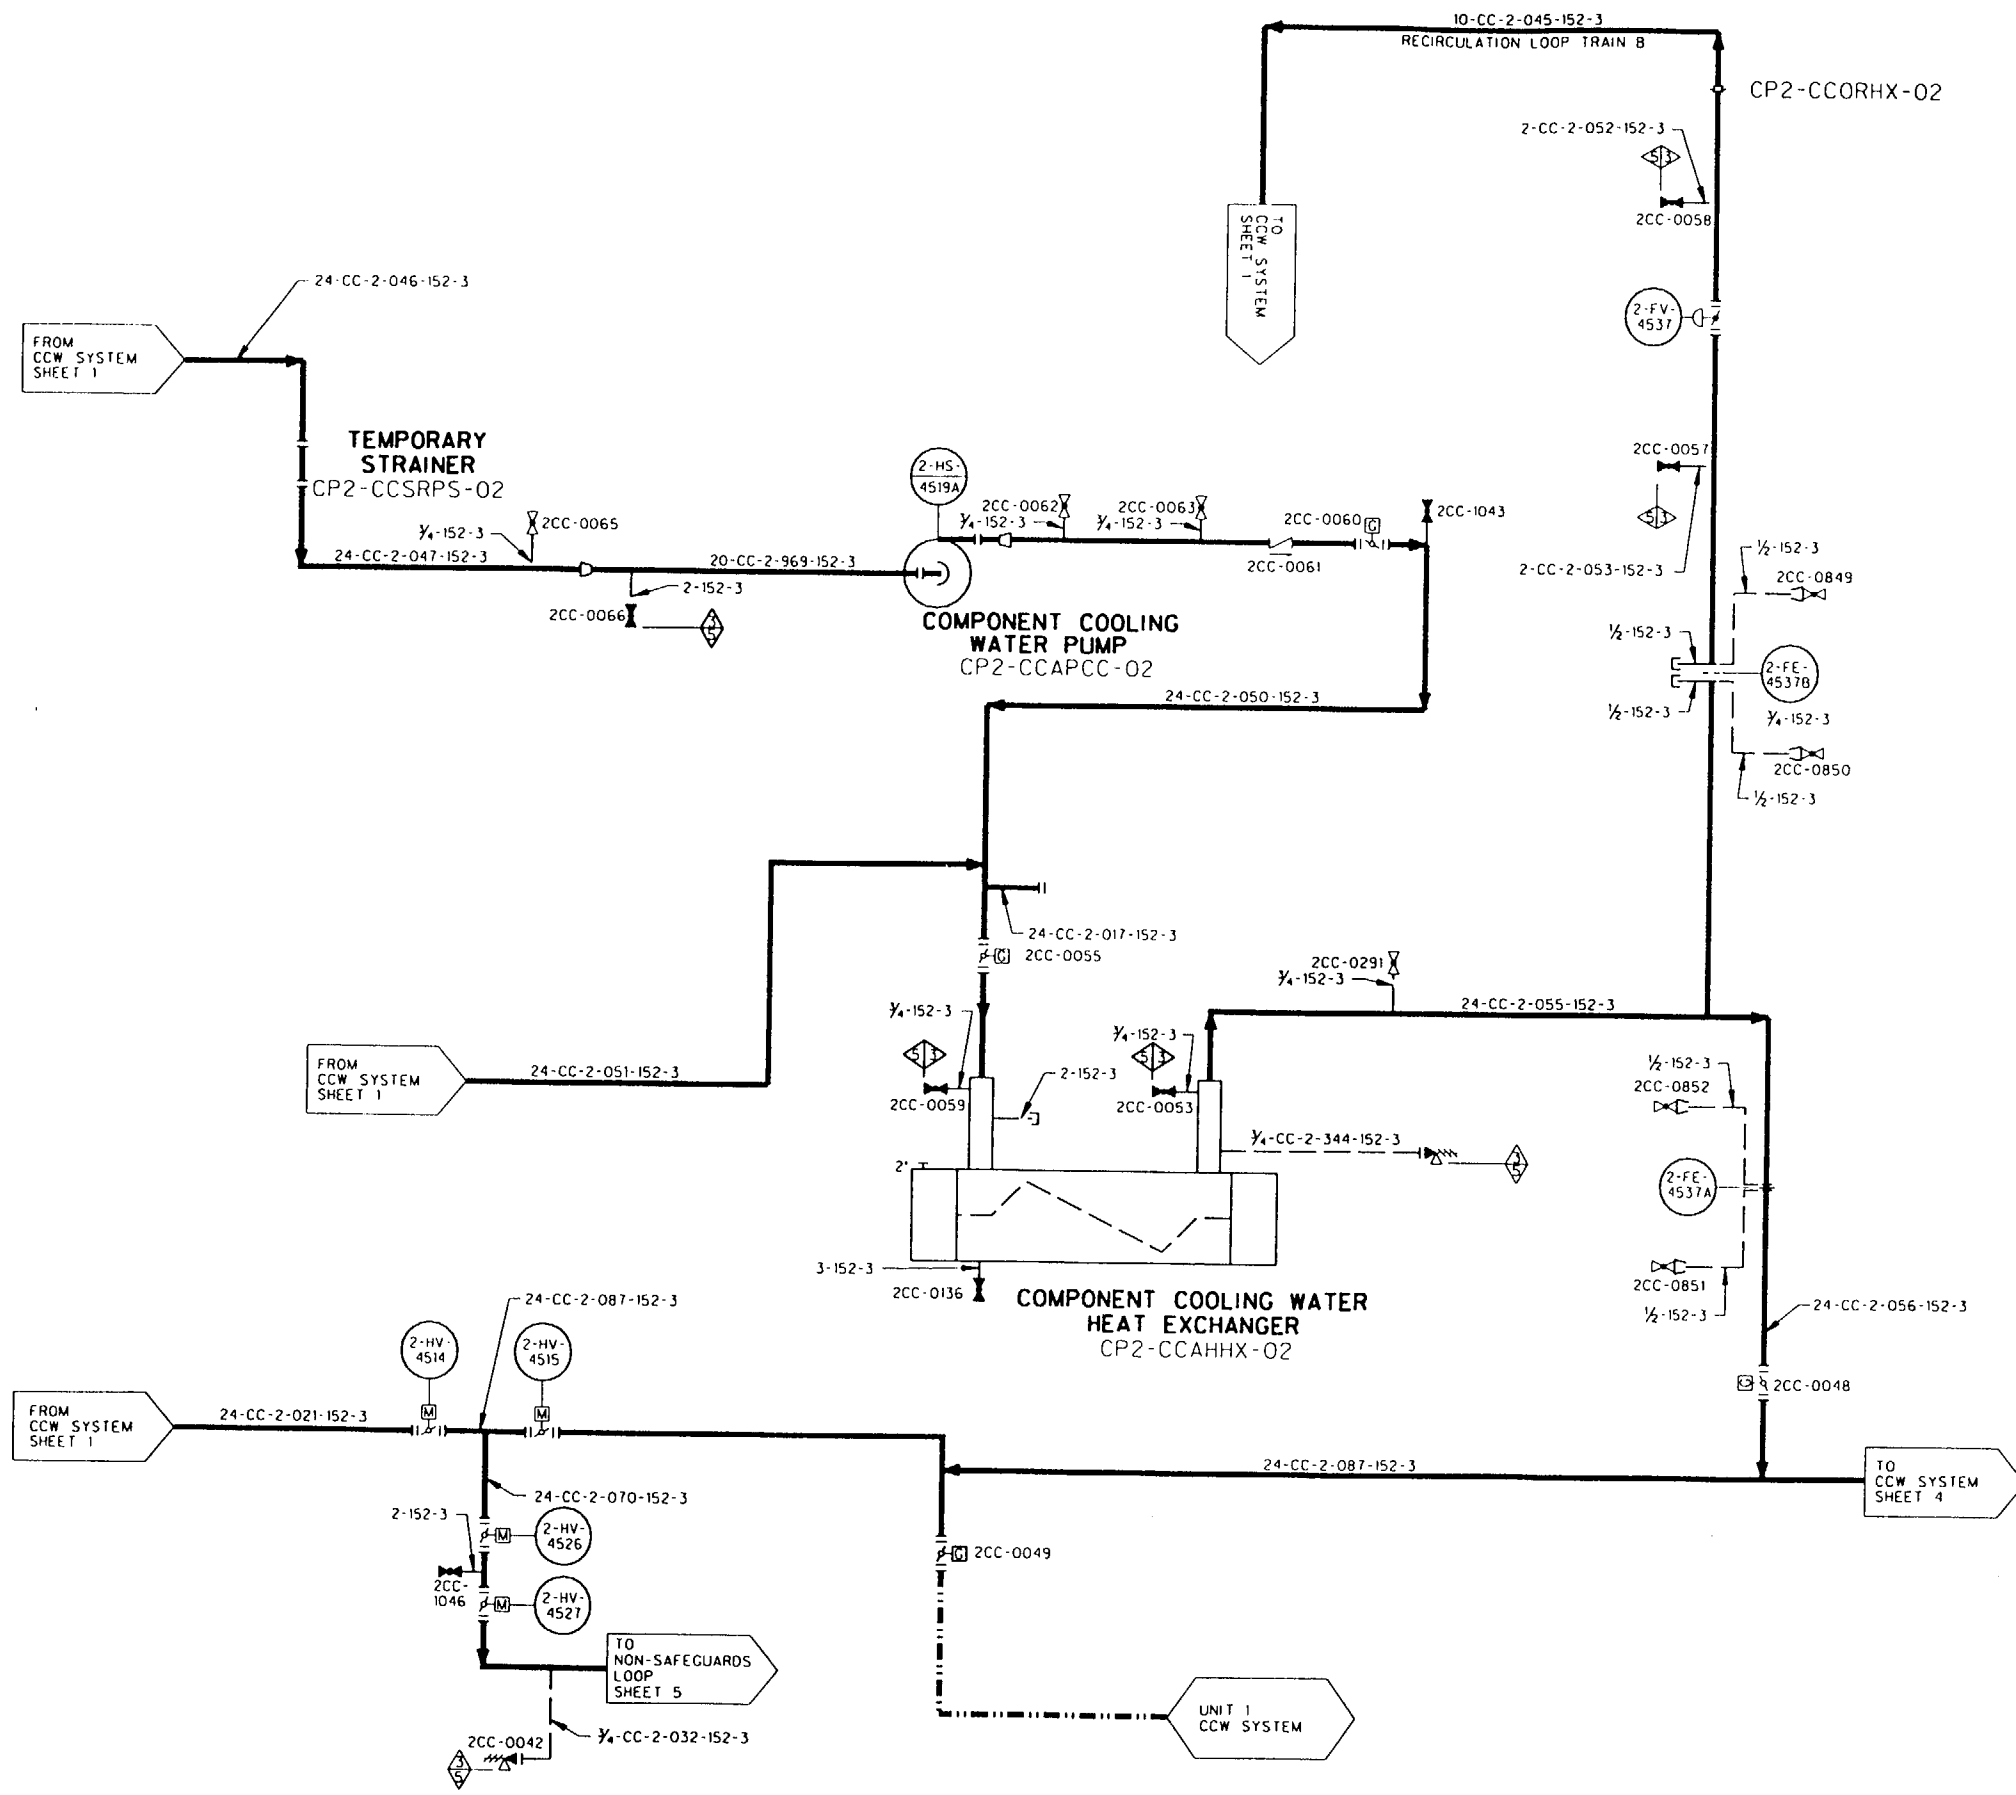 10-CC-2-045-152-3
RECIRCULATION LOOP TRAIN B
CP2-CCORHX-02
2-CC-2-052-152-3
5 3
2CC-0058
TO
CCW SYSTEM
SHEET 1
24-CC-2-046-152-3
FROM
CCW SYSTEM
SHEET 1
2-FV-
4537
TEMPORARY
STRAINER
CP2-CCSRPS-02
2-HS-
4519A
2CC-0057
5 3
2-CC-2-053-152-3
2CC-0065
¾-152-3
24-CC-2-047-152-3
20-CC-2-969-152-3
2-152-3
2CC-0066
3
5
2CC-0062
¾-152-3
2CC-0063
¾-152-3
2CC-0060
G
2CC-1043
2CC-0061
COMPONENT COOLING
WATER PUMP
CP2-CCAPCC-02
½-152-3
2CC-0849
½-152-3
2-FE-
4537B
½-152-3
¾-152-3
2CC-0850
½-152-3
24-CC-2-050-152-3
24-CC-2-017-152-3
G
2CC-0055
2CC-0291
¾-152-3
24-CC-2-055-152-3
FROM
CCW SYSTEM
SHEET 1
24-CC-2-051-152-3
¾-152-3
5 3
2CC-0059
2-152-3
¾-152-3
5 3
2CC-0053
¾-CC-2-344-152-3
3
5
2"
3-152-3
2CC-0136
COMPONENT COOLING WATER
HEAT EXCHANGER
CP2-CCAHHX-02
½-152-3
2CC-0852
2-FE-
4537A
2CC-0851
½-152-3
24-CC-2-056-152-3
G
2CC-0048
24-CC-2-087-152-3
2-HV-
4514
2-HV-
4515
M
M
FROM
CCW SYSTEM
SHEET 1
24-CC-2-021-152-3
24-CC-2-087-152-3
TO
CCW SYSTEM
SHEET 4
24-CC-2-070-152-3
2-152-3
M
2-HV-
4526
2CC-
1046
M
2-HV-
4527
G
2CC-0049
TO
NON-SAFEGUARDS
LOOP
SHEET 5
¾-CC-2-032-152-3
2CC-0042
3
5
UNIT 1
CCW SYSTEM